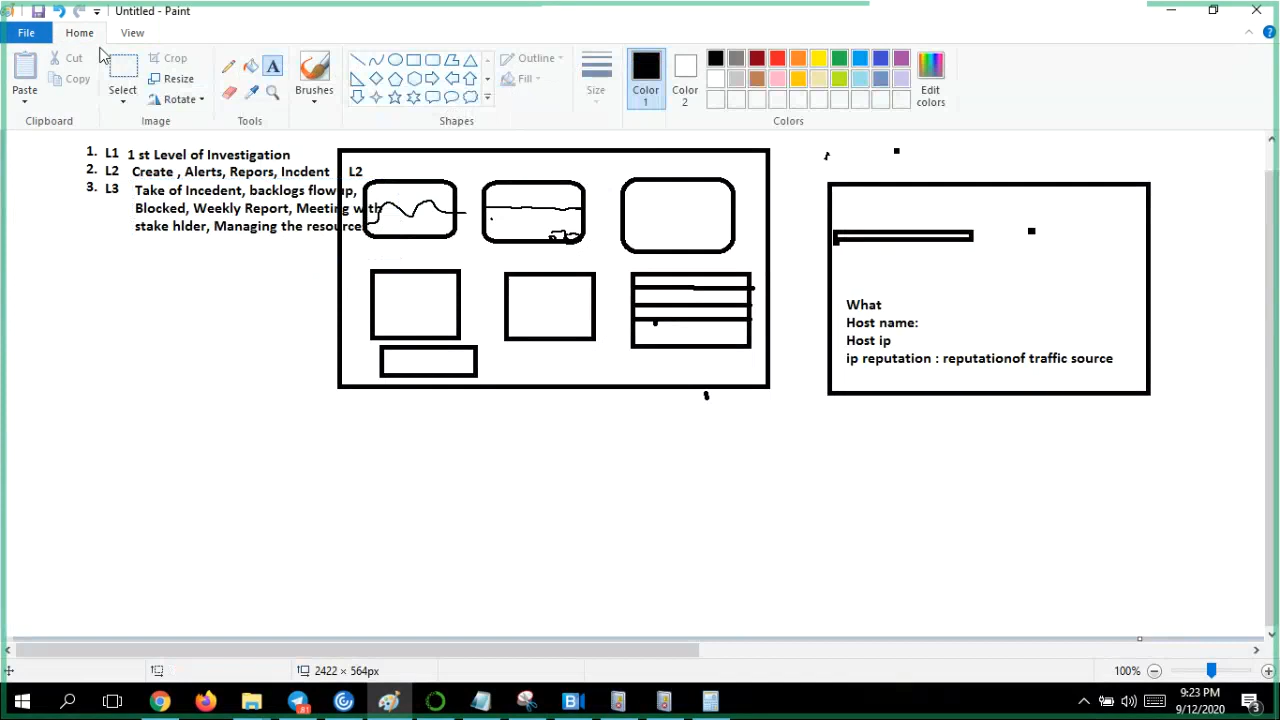 Untitled - Paint
File
Home
View
Paste
Cut
Copy
Clipboard
Select
Crop
Resize
Rotate
Image
A
Tools
Brushes
Outline
Fill
Shapes
Size
Color 1
Color 2
Edit colors
Colors
1. L1 1 st Level of Investigation
2. L2 Create , Alerts, Repors, Incdent L2
3. L3 Take of Incedent, backlogs flowup,
Blocked, Weekly Report, Meeting with
stake hlder, Managing the resource
What
Host name:
Host ip
ip reputation : reputationof traffic source
2422 × 564px
100%
9:23 PM
9/12/2020
3